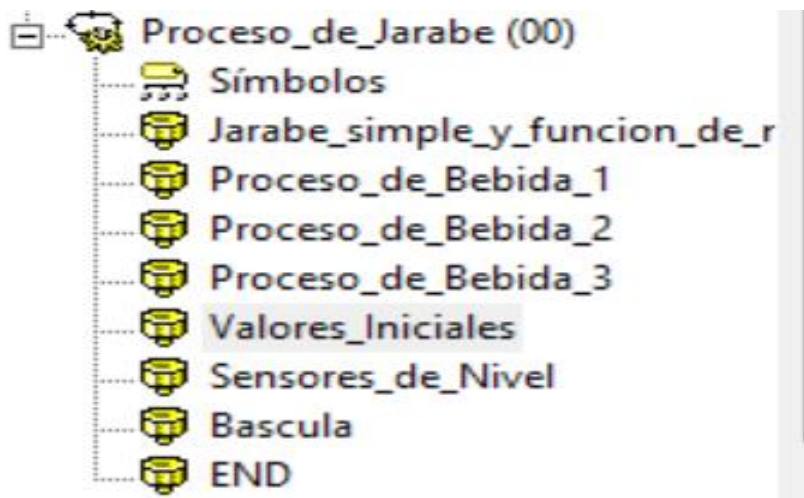 Proceso_de_Jarabe (00)
Símbolos
Jarabe_simple_y_funcion_de_r
Proceso_de_Bebida_1
Proceso_de_Bebida_2
Proceso_de_Bebida_3
Valores_Iniciales
Sensores_de_Nivel
Bascula
END